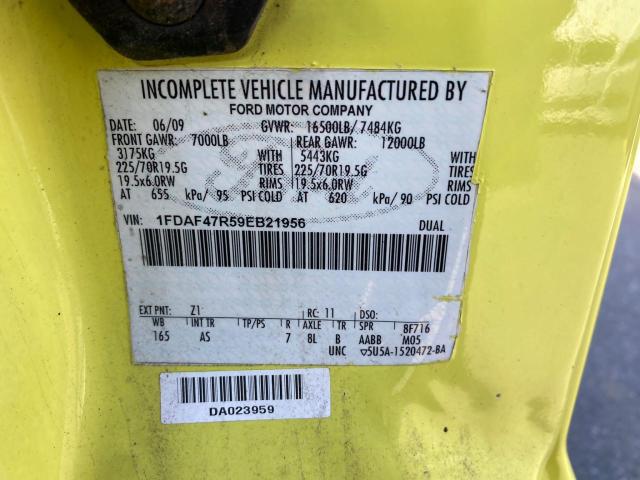 INCOMPLETE VEHICLE MANUFACTURED BY
FORD MOTOR COMPANY
DATE: 06/09 GVWR: 16500LB/ 7484KG
FRONT GAWR: 7000LB REAR GAWR: 12000LB
3175KG WITH 5443KG WITH
225/70R19.5G TIRES 225/70R19.5G TIRES
19.5x6.0RW RIMS 19.5x6.0RW RIMS
AT 655 kPa/ 95 PSI COLD AT 620 kPa/ 90 PSI COLD
VIN: 1FDAF47R59EB21956 DUAL
EXT PNT: Z1 RC: 11 DSO:
WB INT TR TP/PS R AXLE TR SPR 8F716
165 AS 7 8L B AABB M05
UNC ▽5U5A-1520472-BA
DA023959